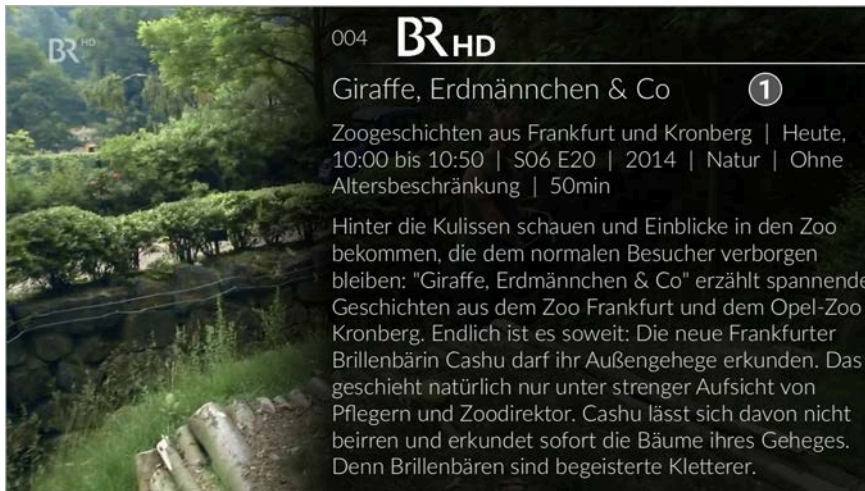 BR HD
004 BR HD
Giraffe, Erdmännchen & Co 1
Zoogeschichten aus Frankfurt und Kronberg | Heute,
10:00 bis 10:50 | S06 E20 | 2014 | Natur | Ohne
Altersbeschränkung | 50min
Hinter die Kulissen schauen und Einblicke in den Zoo
bekommen, die dem normalen Besucher verborgen
bleiben: "Giraffe, Erdmännchen & Co" erzählt spannende
Geschichten aus dem Zoo Frankfurt und dem Opel-Zoo
Kronberg. Endlich ist es soweit: Die neue Frankfurter
Brillenbärin Cashu darf ihr Außengehege erkunden. Das
geschieht natürlich nur unter strenger Aufsicht von
Pflegern und Zoodirektor. Cashu lässt sich davon nicht
beirren und erkundet sofort die Bäume ihres Geheges.
Denn Brillenbären sind begeisterte Kletterer.